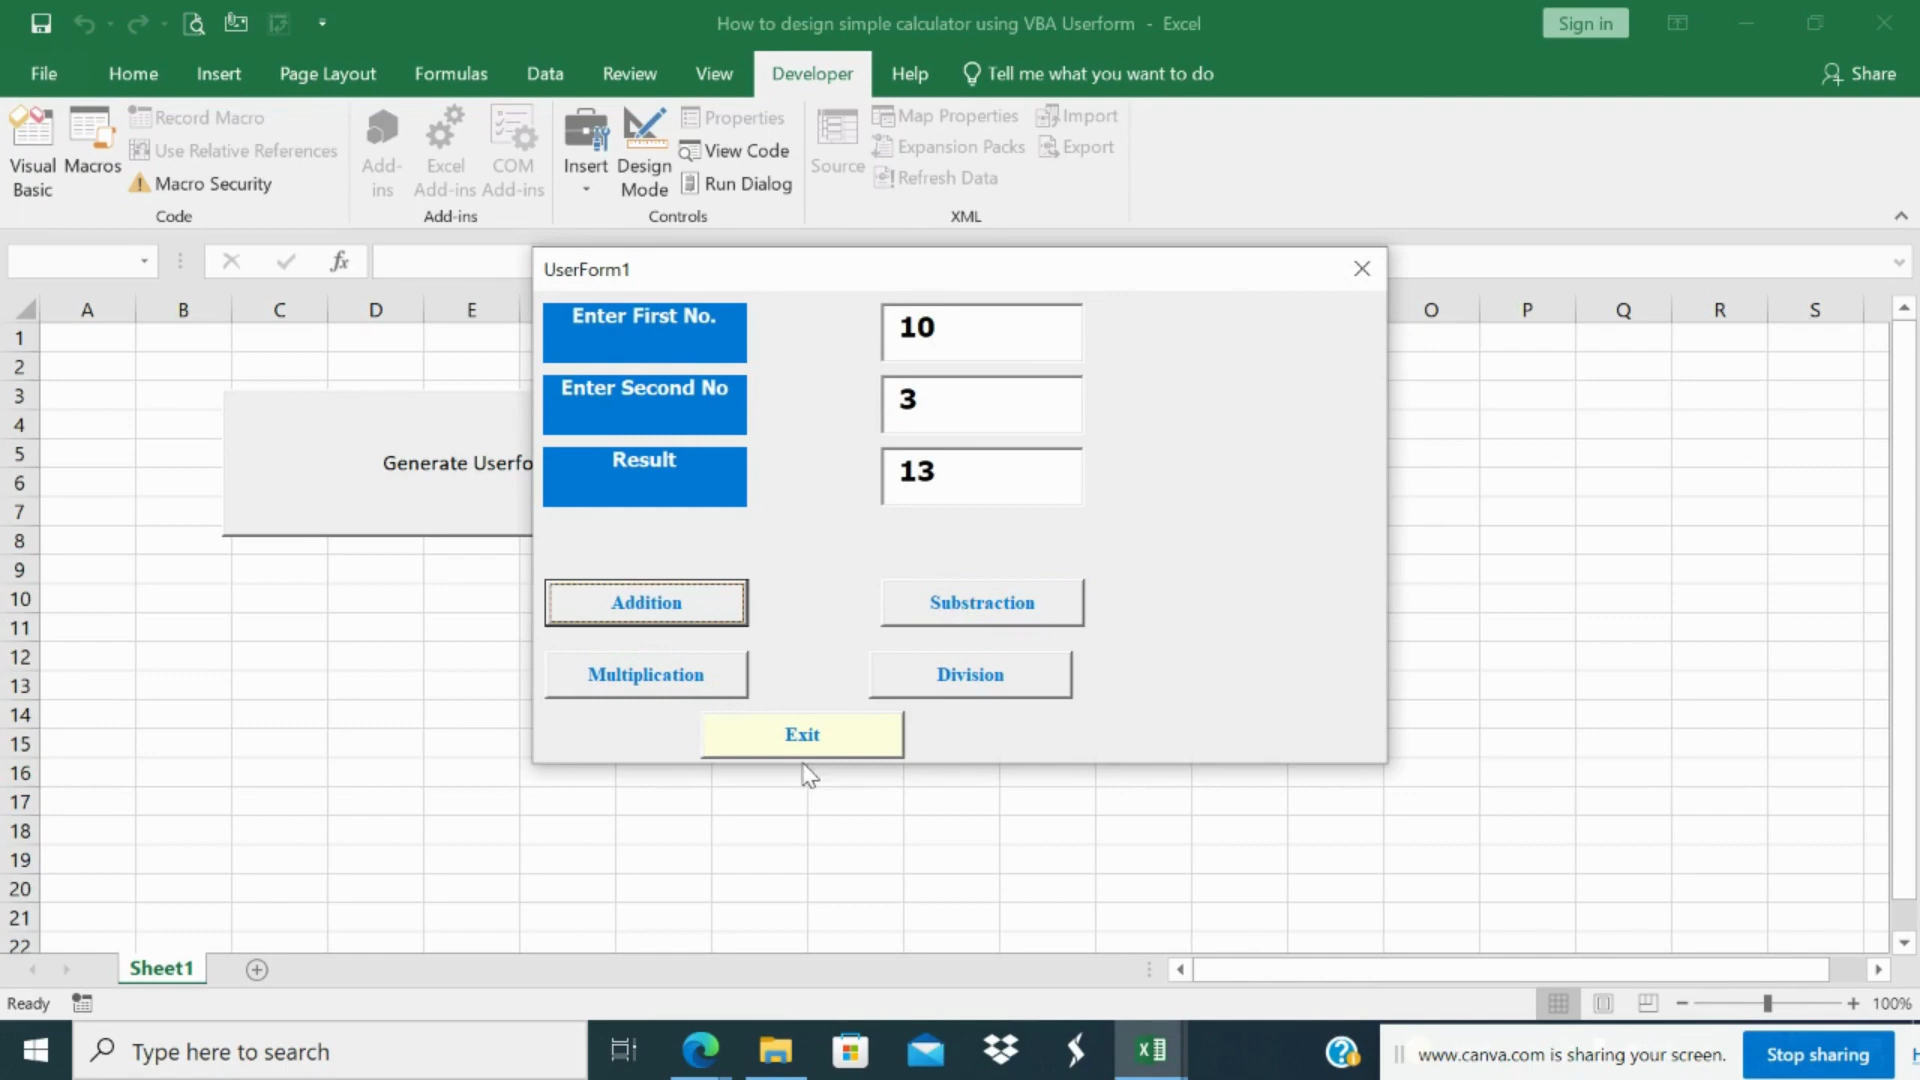 How to design simple calculator using VBA Userform - Excel
Sign in
File Home Insert Page Layout Formulas Data Review View Developer Help Tell me what you want to do Share
Visual Basic
Macros
Record Macro
Use Relative References
Macro Security
Code
Add-ins
Excel Add-ins
COM Add-ins
Add-ins
Insert
Design Mode
Properties
View Code
Run Dialog
Controls
Source
Map Properties
Expansion Packs
Refresh Data
Import
Export
XML
fx
A B C D E O P Q R S
1
2
3
4
5
6
7
8
9
10
11
12
13
14
15
16
17
18
19
20
21
22
Generate Userfo
UserForm1
Enter First No. 10
Enter Second No 3
Result 13
Addition Substraction
Multiplication Division
Exit
Sheet1
Ready
100%
Type here to search
www.canva.com is sharing your screen.
Stop sharing